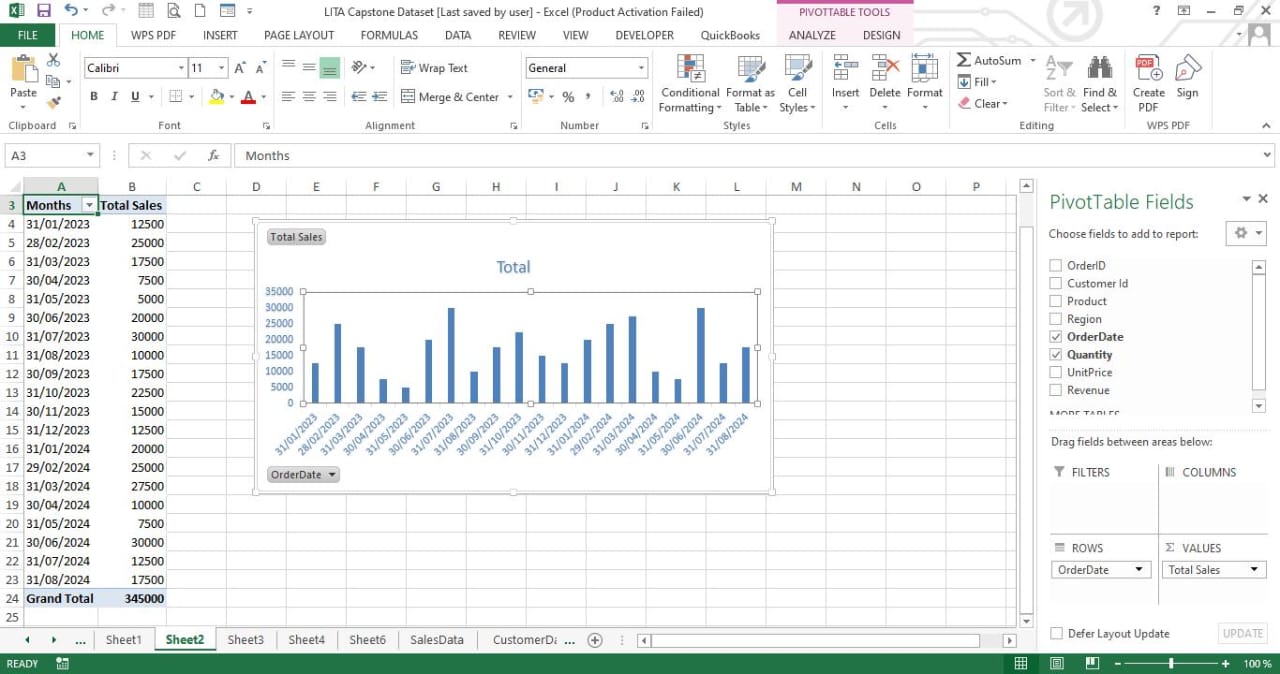 LITA Capstone Dataset [Last saved by user] - Excel (Product Activation Failed)
PIVOTTABLE TOOLS
FILE HOME WPS PDF INSERT PAGE LAYOUT FORMULAS DATA REVIEW VIEW DEVELOPER QuickBooks ANALYZE DESIGN
Paste
Calibri 11
B I U
Wrap Text
Merge & Center
General
Conditional Formatting
Format as Table
Cell Styles
Insert Delete Format
AutoSum
Fill
Clear
Sort & Filter
Find & Select
Create PDF
Sign
Clipboard Font Alignment Number Styles Cells Editing WPS PDF
A3 fx Months
A B C D E F G H I J K L M N O P
3 Months Total Sales
4 31/01/2023 12500
5 28/02/2023 25000
6 31/03/2023 17500
7 30/04/2023 7500
8 31/05/2023 5000
9 30/06/2023 20000
10 31/07/2023 30000
11 31/08/2023 10000
12 30/09/2023 17500
13 31/10/2023 22500
14 30/11/2023 15000
15 31/12/2023 12500
16 31/01/2024 20000
17 29/02/2024 25000
18 31/03/2024 27500
19 30/04/2024 10000
20 31/05/2024 7500
21 30/06/2024 30000
22 31/07/2024 12500
23 31/08/2024 17500
24 Grand Total 345000
25
Total Sales
Total
35000
30000
25000
20000
15000
10000
5000
0
31/01/2023 28/02/2023 31/03/2023 30/04/2023 31/05/2023 30/06/2023 31/07/2023 31/08/2023 30/09/2023 31/10/2023 30/11/2023 31/12/2023 31/01/2024 29/02/2024 31/03/2024 30/04/2024 31/05/2024 30/06/2024 31/07/2024 31/08/2024
OrderDate
PivotTable Fields
Choose fields to add to report:
OrderID
Customer Id
Product
Region
OrderDate
Quantity
UnitPrice
Revenue
MORE TABLES
Drag fields between areas below:
FILTERS COLUMNS
ROWS Σ VALUES
OrderDate Total Sales
Defer Layout Update UPDATE
... Sheet1 Sheet2 Sheet3 Sheet4 Sheet6 SalesData CustomerDa ...
READY 100 %